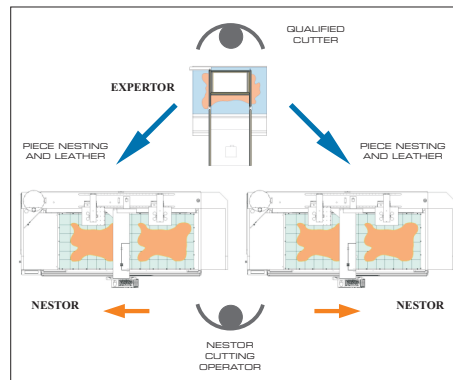 QUALIFIED
CUTTER
EXPERTOR
PIECE NESTING
AND LEATHER
PIECE NESTING
AND LEATHER
NESTOR
NESTOR
NESTOR
CUTTING
OPERATOR